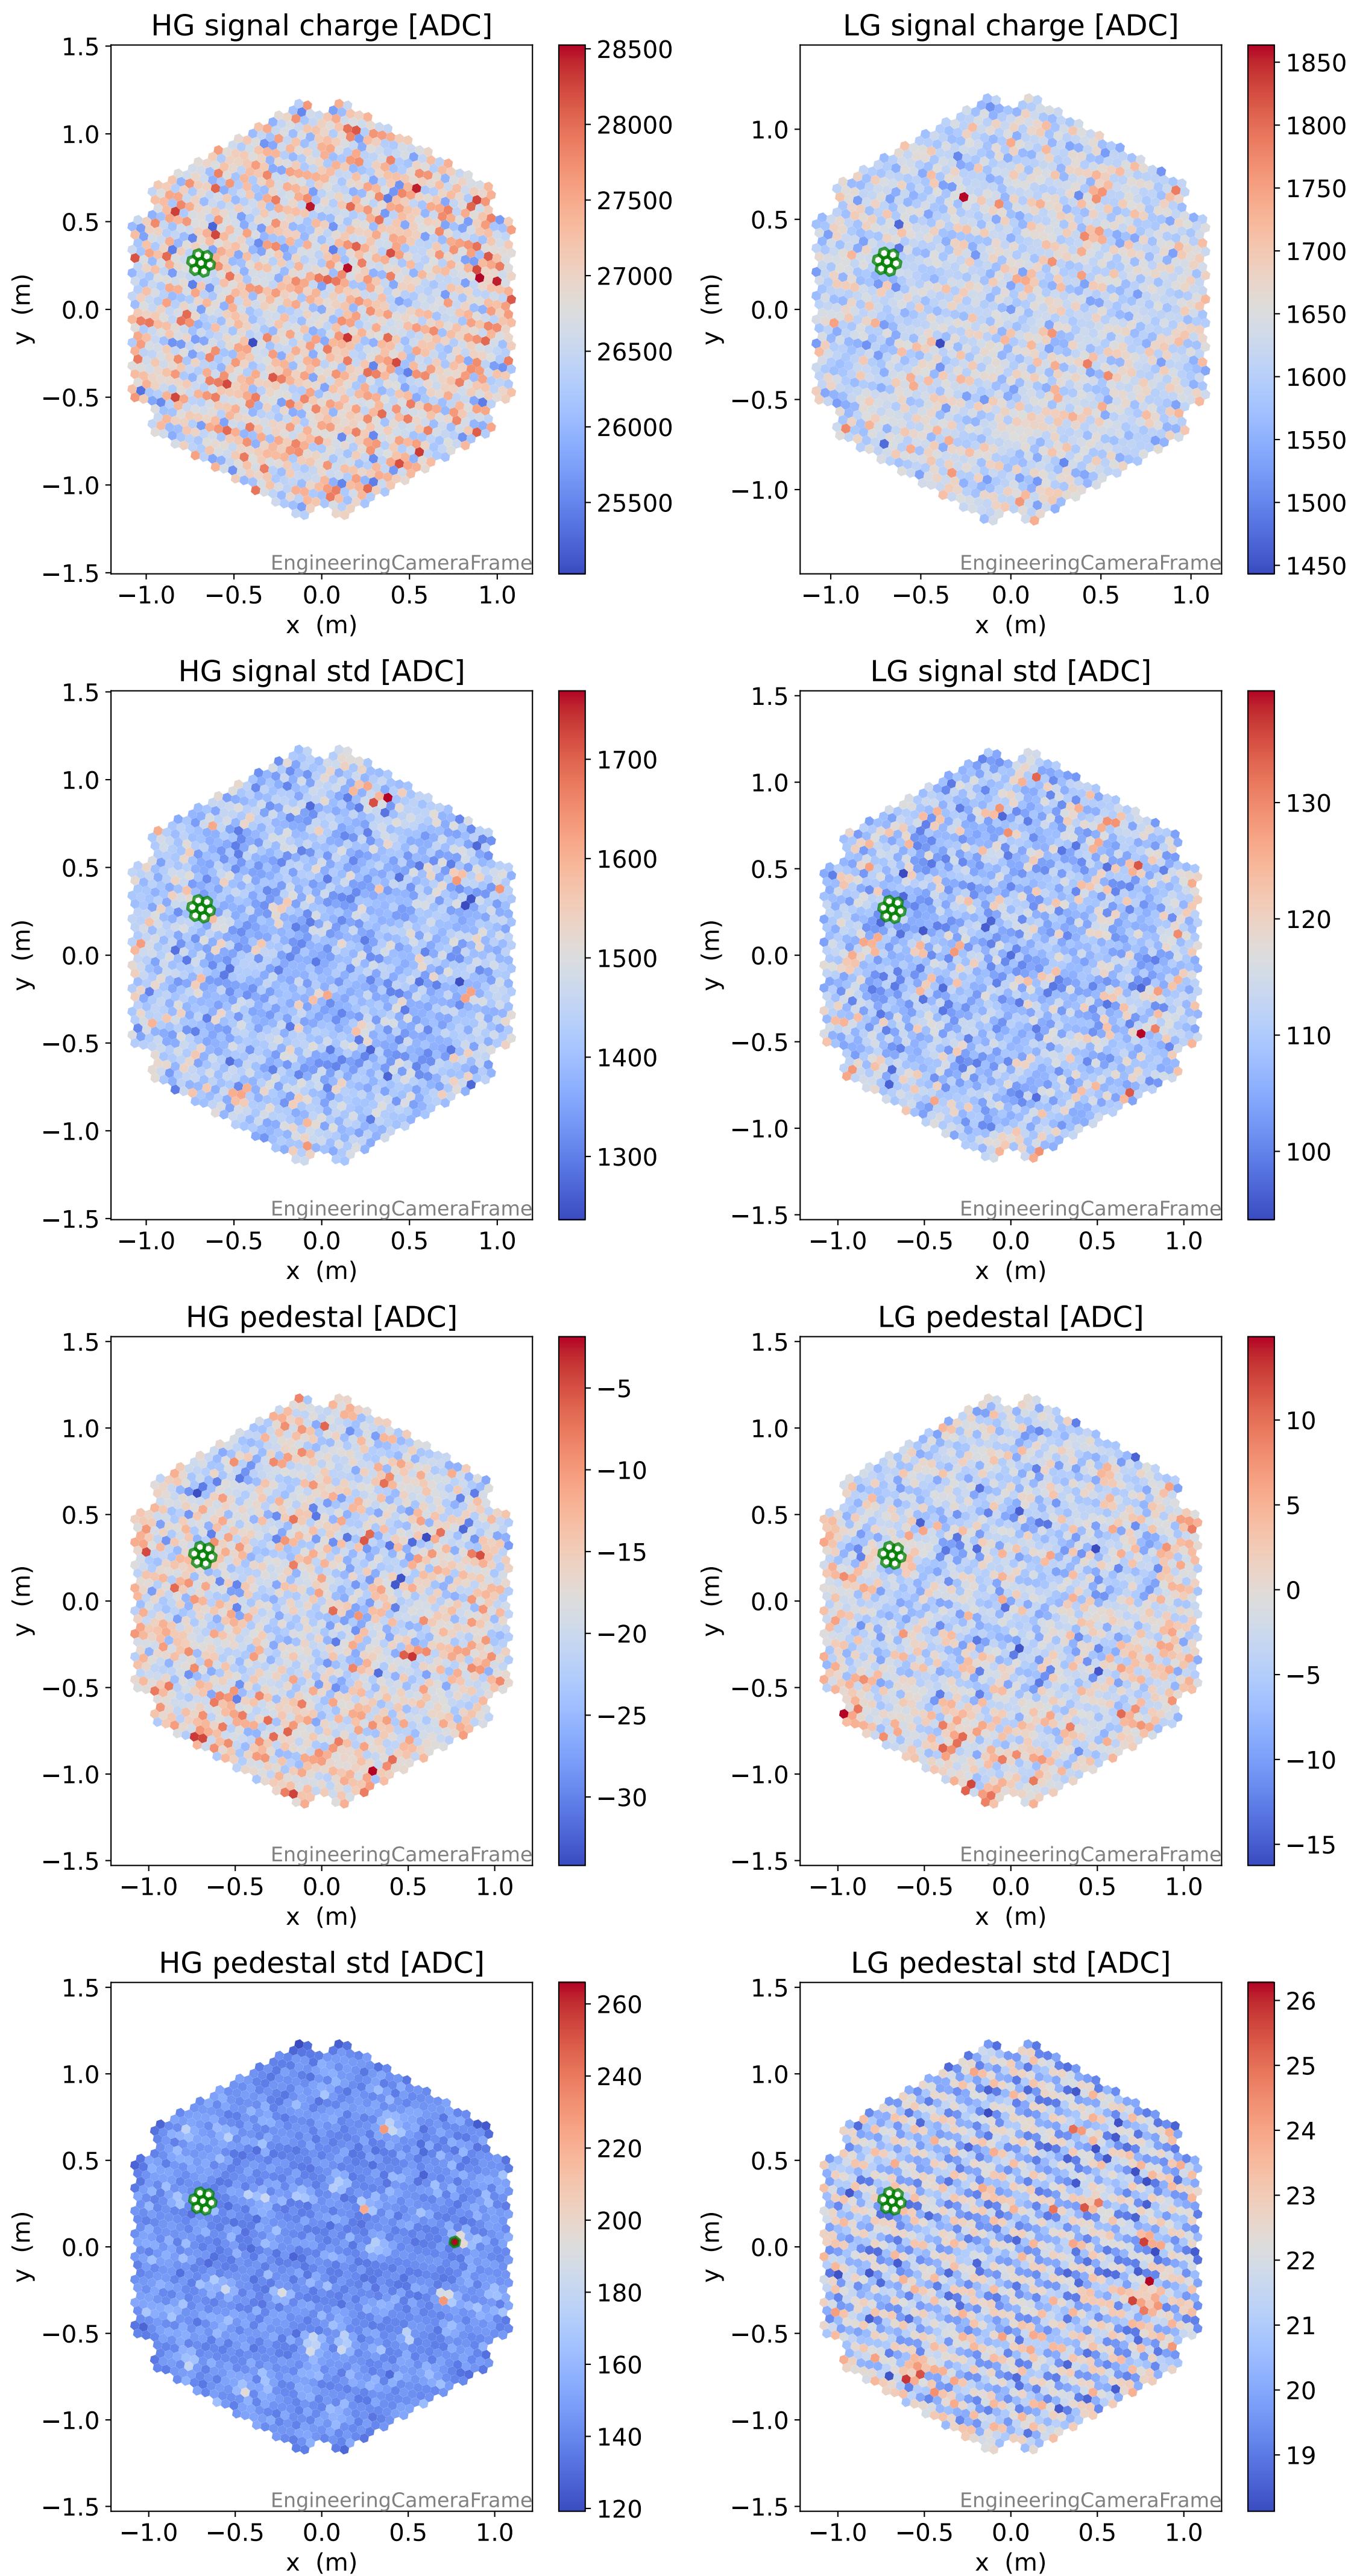 HG signal charge [ADC]
1.5
1.0
0.5
0.0
−0.5
−1.0
−1.5
y (m)
EngineeringCameraFrame
−1.0 −0.5 0.0 0.5 1.0
x (m)
28500
28000
27500
27000
26500
26000
25500
LG signal charge [ADC]
1.0
0.5
0.0
−0.5
−1.0
y (m)
EngineeringCameraFrame
−1.0 −0.5 0.0 0.5 1.0
x (m)
1850
1800
1750
1700
1650
1600
1550
1500
1450
HG signal std [ADC]
1.5
1.0
0.5
0.0
−0.5
−1.0
−1.5
y (m)
EngineeringCameraFrame
−1.0 −0.5 0.0 0.5 1.0
x (m)
1700
1600
1500
1400
1300
LG signal std [ADC]
1.5
1.0
0.5
0.0
−0.5
−1.0
−1.5
y (m)
EngineeringCameraFrame
−1.0 −0.5 0.0 0.5 1.0
x (m)
130
120
110
100
HG pedestal [ADC]
1.5
1.0
0.5
0.0
−0.5
−1.0
−1.5
y (m)
EngineeringCameraFrame
−1.0 −0.5 0.0 0.5 1.0
x (m)
−5
−10
−15
−20
−25
−30
LG pedestal [ADC]
1.5
1.0
0.5
0.0
−0.5
−1.0
−1.5
y (m)
EngineeringCameraFrame
−1.0 −0.5 0.0 0.5 1.0
x (m)
10
5
0
−5
−10
−15
HG pedestal std [ADC]
1.5
1.0
0.5
0.0
−0.5
−1.0
−1.5
y (m)
EngineeringCameraFrame
−1.0 −0.5 0.0 0.5 1.0
x (m)
260
240
220
200
180
160
140
120
LG pedestal std [ADC]
1.5
1.0
0.5
0.0
−0.5
−1.0
−1.5
y (m)
EngineeringCameraFrame
−1.0 −0.5 0.0 0.5 1.0
x (m)
26
25
24
23
22
21
20
19